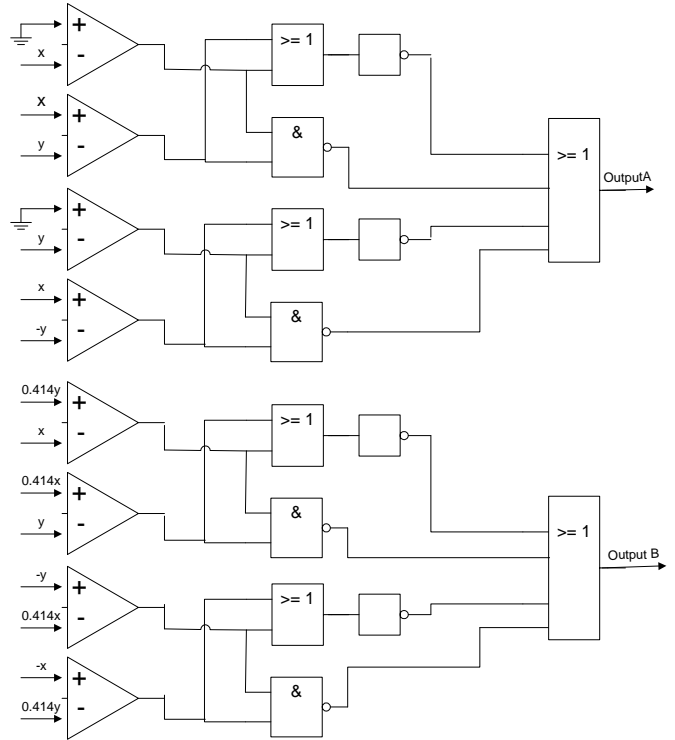 +
-
x
>= 1
x
+
-
y
&
>= 1
OutputA
+
-
y
>= 1
x
+
-
-y
&
0.414y
+
-
x
>= 1
0.414x
+
-
y
&
>= 1
Output B
-y
+
-
0.414x
>= 1
-x
+
-
0.414y
&